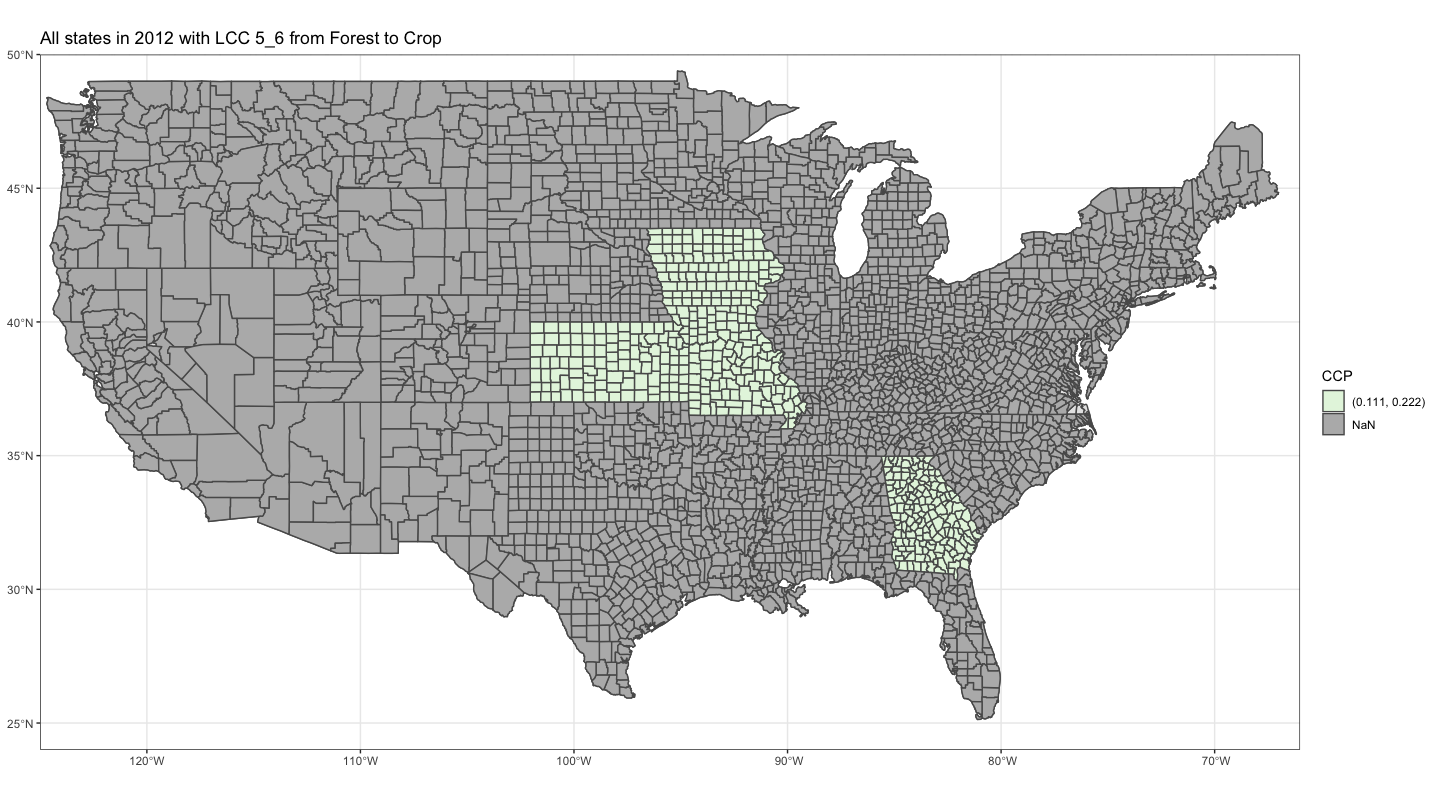 All states in 2012 with LCC 5_6 from Forest to Crop
50°N
45°N
40°N
35°N
30°N
25°N
120°W
110°W
100°W
90°W
80°W
70°W
CCP
(0.111, 0.222)
NaN